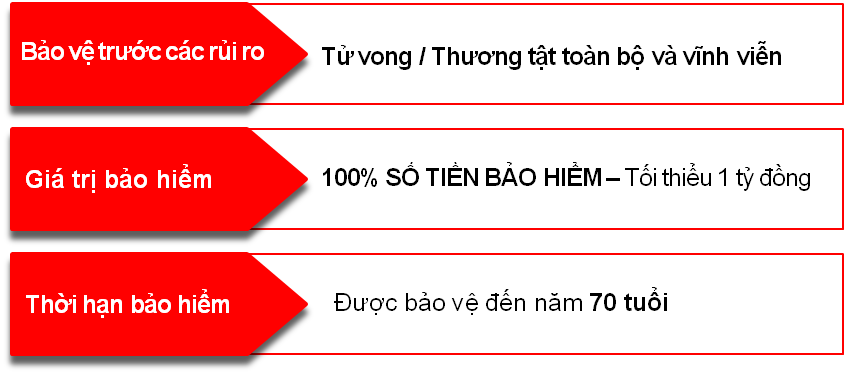 Bảo vệ trước các rủi ro
Tử vong / Thương tật toàn bộ và vĩnh viễn
Giá trị bảo hiểm
100% SỐ TIỀN BẢO HIỂM – Tối thiểu 1 tỷ đồng
Thời hạn bảo hiểm
Được bảo vệ đến năm 70 tuổi